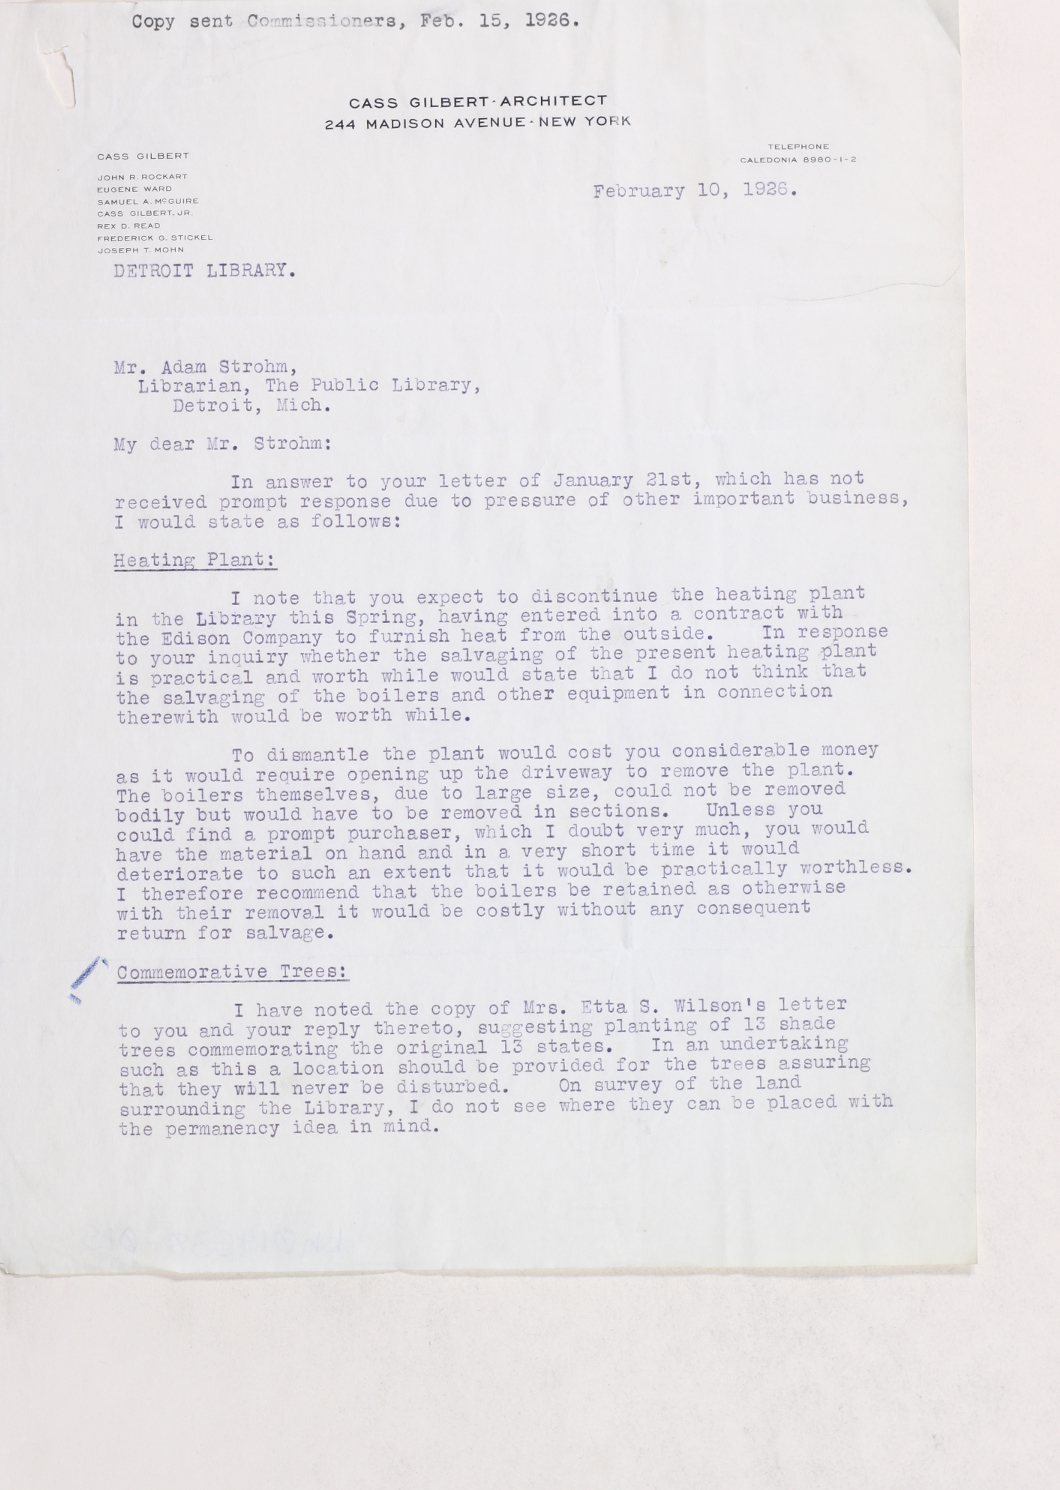 Copy sent Commissioners, Feb. 15, 1926.
CASS GILBERT·ARCHITECT
244 MADISON AVENUE·NEW YORK
TELEPHONE
CALEDONIA 8980-1-2
CASS GILBERT
JOHN R. ROCKART
EUGENE WARD
SAMUEL A. McGUIRE
CASS GILBERT, JR.
REX D. READ
FREDERICK G. STICKEL
JOSEPH T. MOHN
February 10, 1926.
DETROIT LIBRARY.
Mr. Adam Strohm,
Librarian, The Public Library,
Detroit, Mich.
My dear Mr. Strohm:
In answer to your letter of January 21st, which has not
received prompt response due to pressure of other important business,
I would state as follows:
Heating Plant:
I note that you expect to discontinue the heating plant
in the Library this Spring, having entered into a contract with
the Edison Company to furnish heat from the outside. In response
to your inquiry whether the salvaging of the present heating plant
is practical and worth while would state that I do not think that
the salvaging of the boilers and other equipment in connection
therewith would be worth while.
To dismantle the plant would cost you considerable money
as it would require opening up the driveway to remove the plant.
The boilers themselves, due to large size, could not be removed
bodily but would have to be removed in sections. Unless you
could find a prompt purchaser, which I doubt very much, you would
have the material on hand and in a very short time it would
deteriorate to such an extent that it would be practically worthless.
I therefore recommend that the boilers be retained as otherwise
with their removal it would be costly without any consequent
return for salvage.
Commemorative Trees:
I have noted the copy of Mrs. Etta S. Wilson's letter
to you and your reply thereto, suggesting planting of 13 shade
trees commemorating the original 13 states. In an undertaking
such as this a location should be provided for the trees assuring
that they will never be disturbed. On survey of the land
surrounding the Library, I do not see where they can be placed with
the permanency idea in mind.